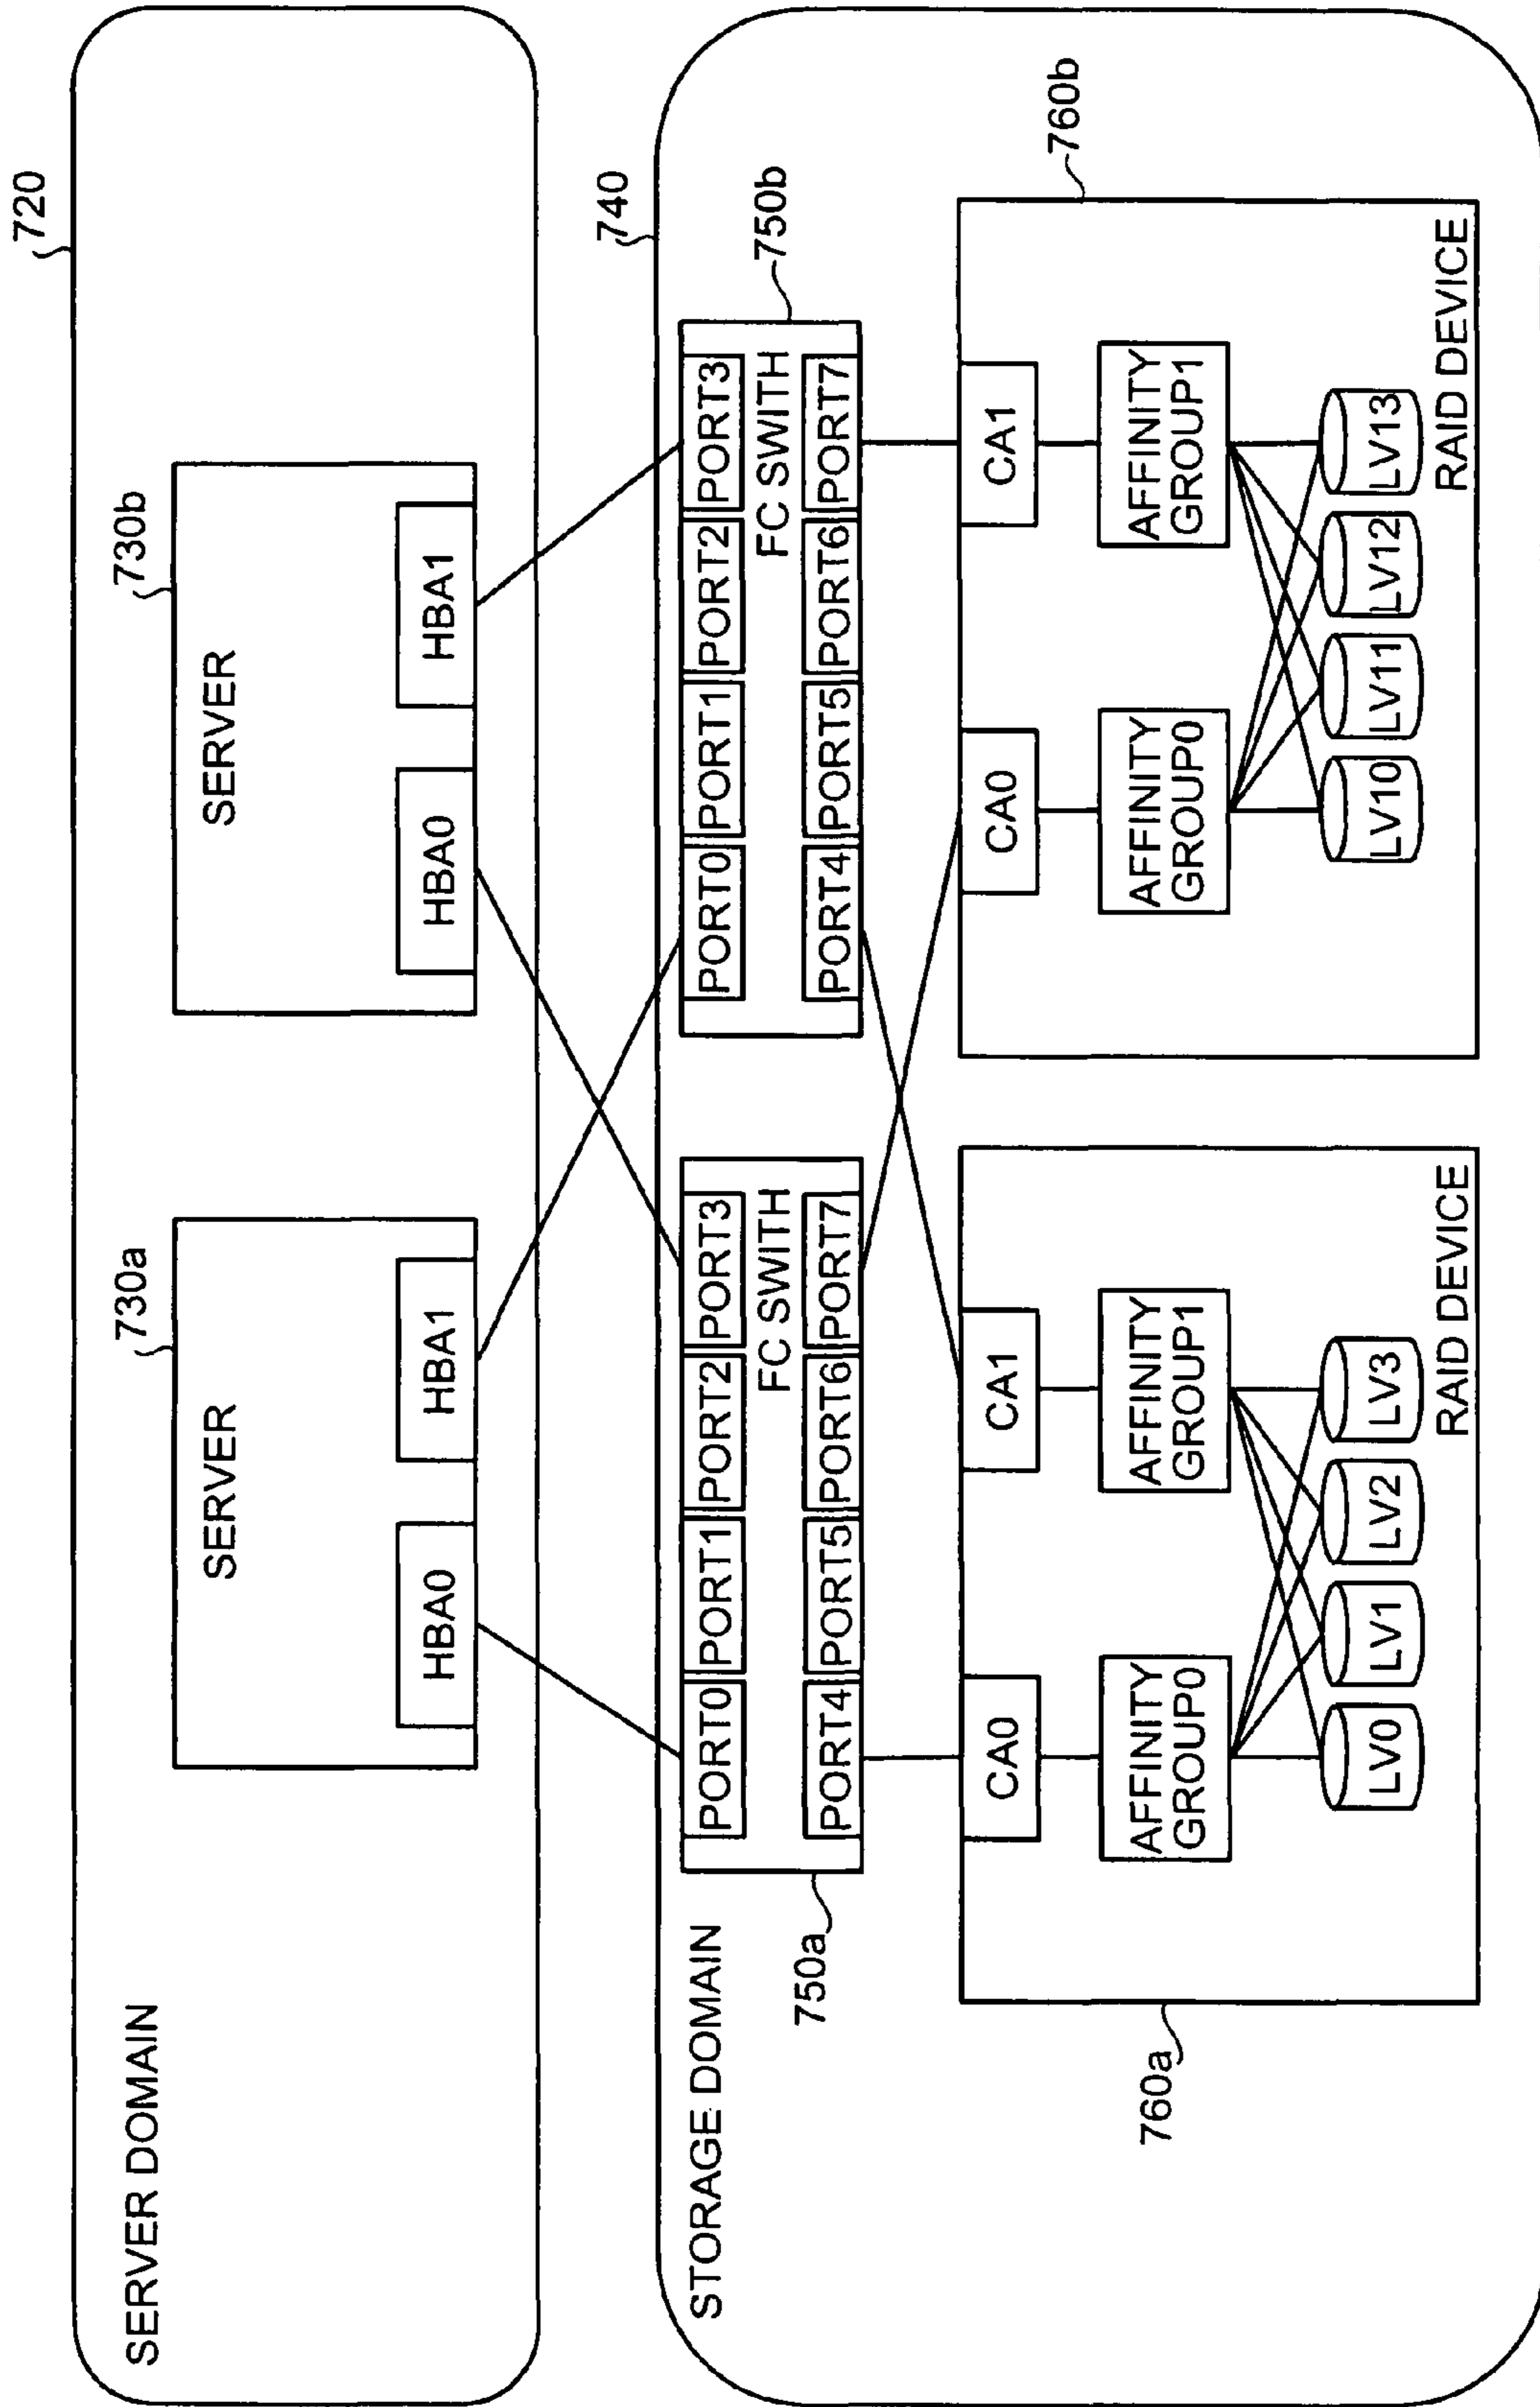 720
SERVER DOMAIN
730a
SERVER
HBA0
HBA1
730b
SERVER
HBA0
HBA1
740
STORAGE DOMAIN
750a
PORT0
PORT1
PORT2
PORT3
FC SWITH
PORT4
PORT5
PORT6
PORT7
750b
PORT0
PORT1
PORT2
PORT3
FC SWITH
PORT4
PORT5
PORT6
PORT7
760a
CA0
CA1
AFFINITY
GROUP0
AFFINITY
GROUP1
LV0
LV1
LV2
LV3
RAID DEVICE
760b
CA0
CA1
AFFINITY
GROUP0
AFFINITY
GROUP1
LV10
LV11
LV12
LV13
RAID DEVICE